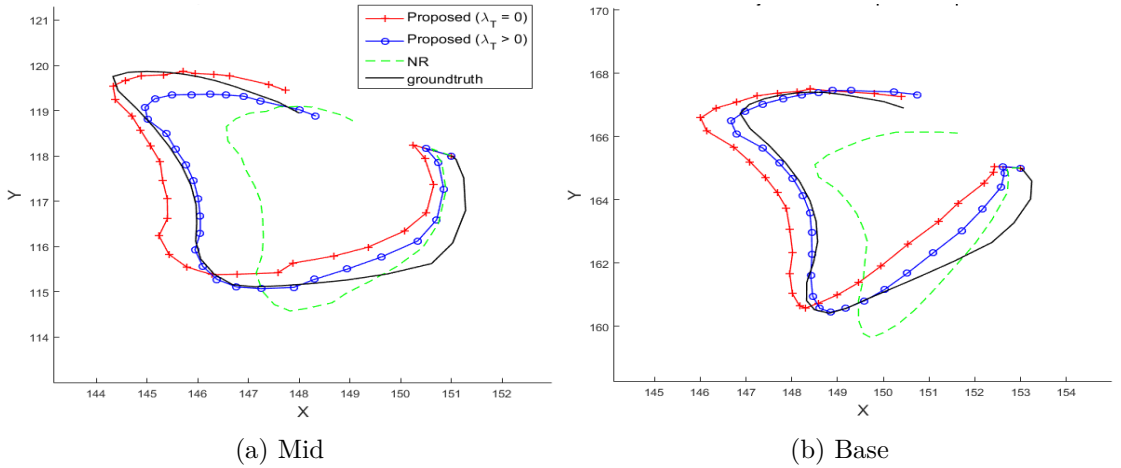 121
120
119
118
117
116
115
114
Y
144 145 146 147 148 149 150 151 152
X
Proposed (λ_T = 0)
Proposed (λ_T > 0)
NR
groundtruth
(a) Mid
170
168
166
164
162
160
Y
145 146 147 148 149 150 151 152 153 154
X
(b) Base